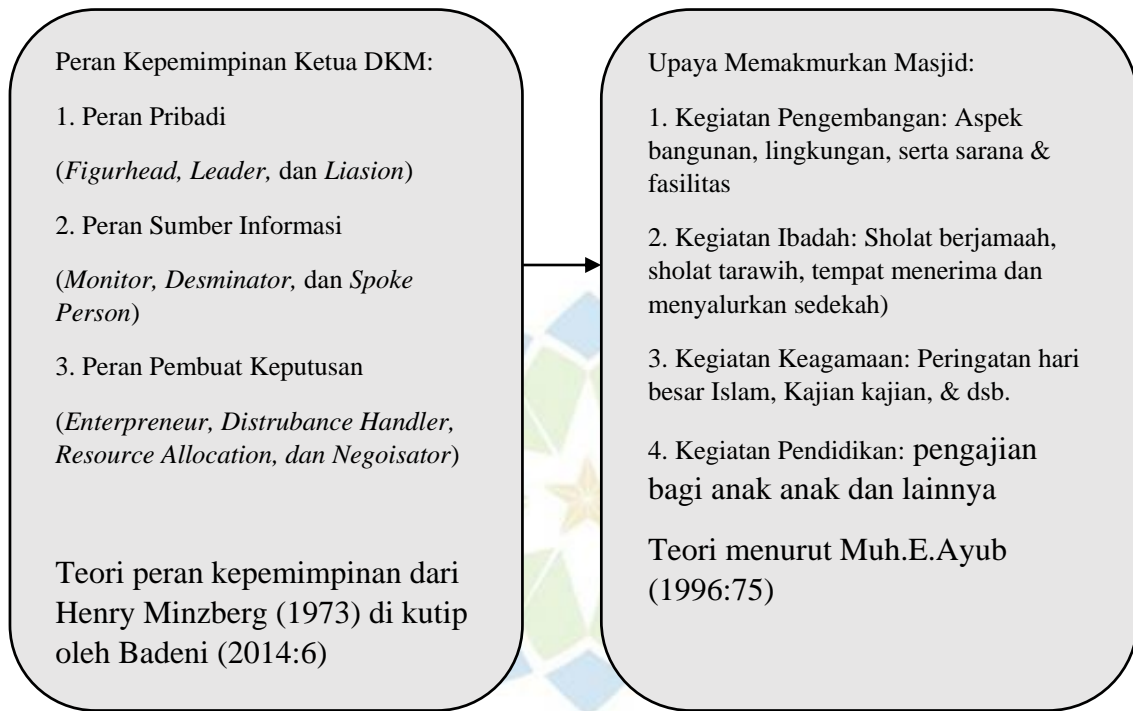 Peran Kepemimpinan Ketua DKM:
1. Peran Pribadi
(Figurhead, Leader, dan Liasion)
2. Peran Sumber Informasi
(Monitor, Desminator, dan Spoke
Person)
3. Peran Pembuat Keputusan
(Enterpreneur, Distrubance Handler,
Resource Allocation, dan Negoisator)
Teori peran kepemimpinan dari
Henry Minzberg (1973) di kutip
oleh Badeni (2014:6)
Upaya Memakmurkan Masjid:
1. Kegiatan Pengembangan: Aspek
bangunan, lingkungan, serta sarana &
fasilitas
2. Kegiatan Ibadah: Sholat berjamaah,
sholat tarawih, tempat menerima dan
menyalurkan sedekah)
3. Kegiatan Keagamaan: Peringatan hari
besar Islam, Kajian kajian, & dsb.
4. Kegiatan Pendidikan: pengajian
bagi anak anak dan lainnya
Teori menurut Muh.E.Ayub
(1996:75)